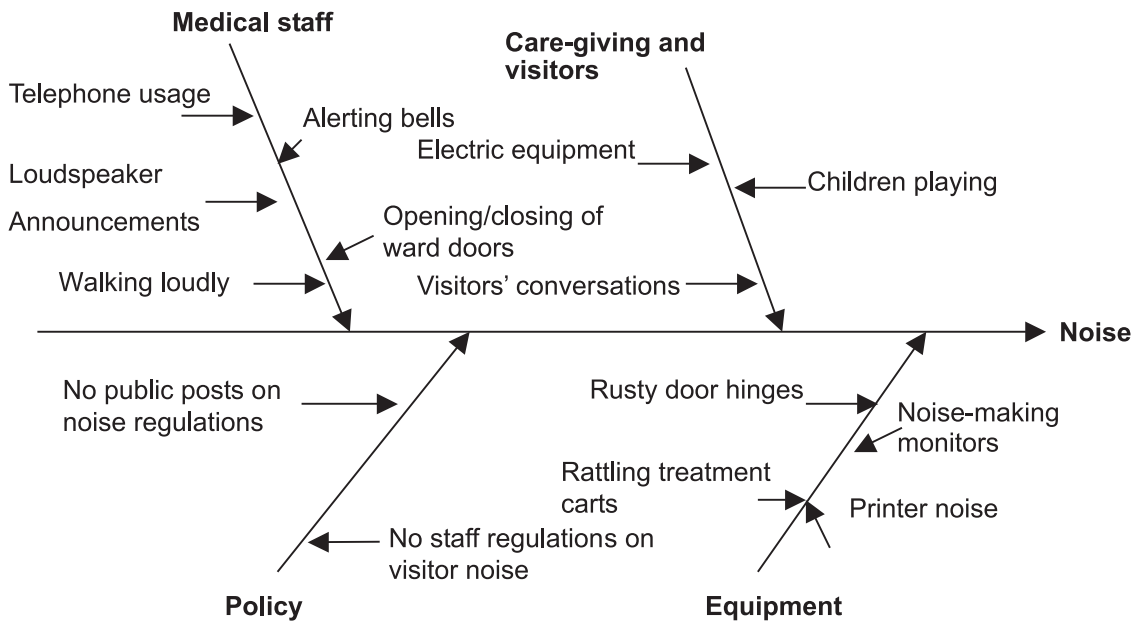 Medical staff
Telephone usage
Alerting bells
Loudspeaker
Announcements
Opening/closing of
ward doors
Walking loudly
Care-giving and
visitors
Electric equipment
Children playing
Visitors’ conversations
Noise
No public posts on
noise regulations
No staff regulations on
visitor noise
Policy
Rusty door hinges
Noise-making
monitors
Rattling treatment
carts
Printer noise
Equipment